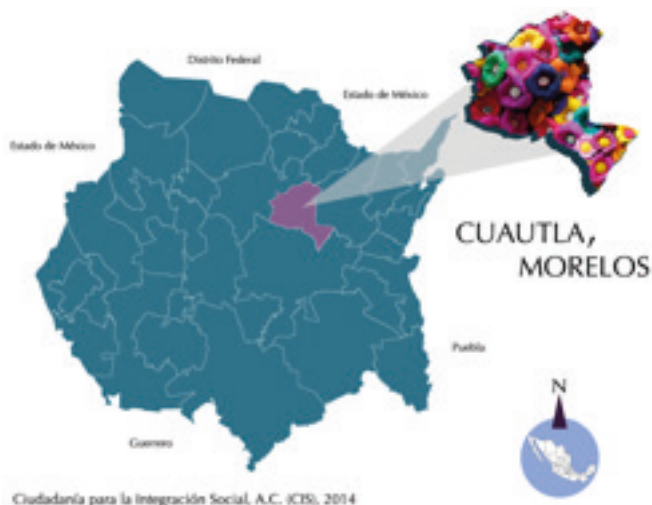 Distrito Federal
Estado de México
Estado de México
CUAUTLA,
MORELOS
Puebla
N
Guerrero
Ciudadanía para la Integración Social, A.C. (CIS), 2014